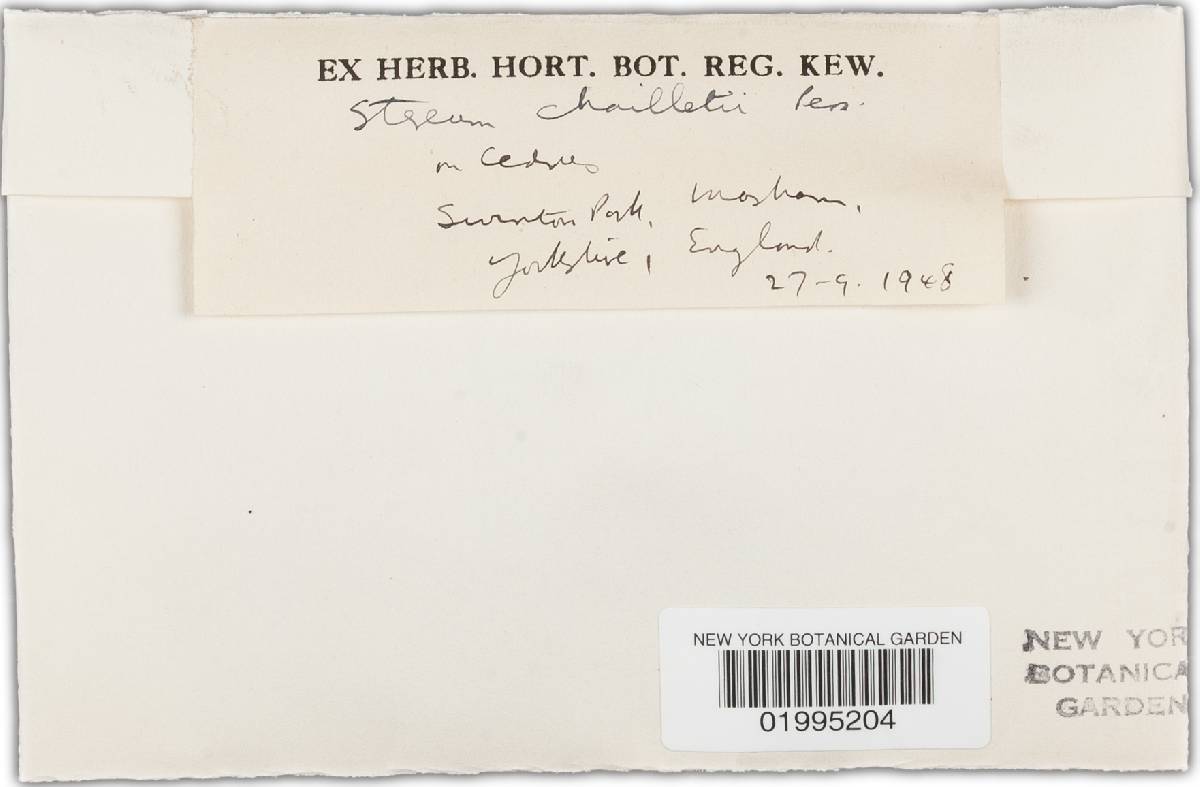 EX HERB. HORT. BOT. REG. KEW.
Stereum chailletii Pers.
on Cedrus
Swinton Park, Masham,
Yorkshire, England.
27-9. 1948
NEW YORK BOTANICAL GARDEN
01995204
NEW YOR
BOTANICA
GARDEN